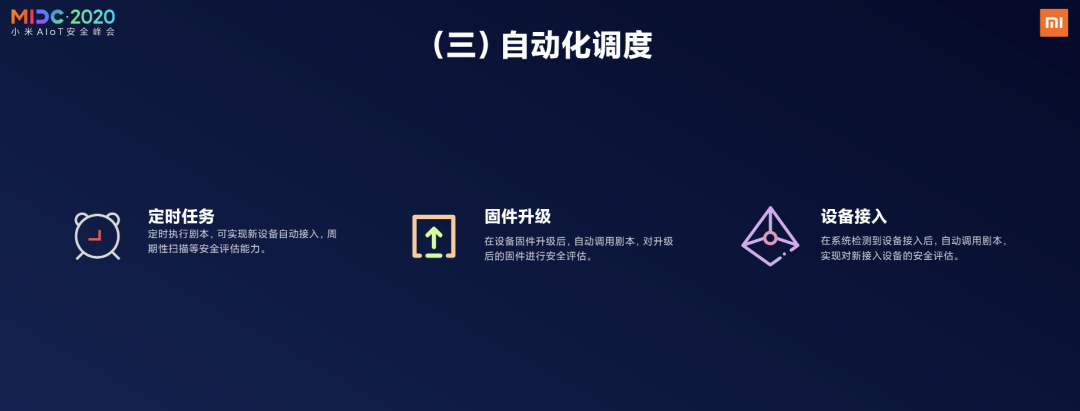 MIDC·2020
小米AIoT安全峰会
(三)自动化调度
定时任务
定时执行剧本，可实现新设备自动接入，周
期性扫描等安全评估能力。
固件升级
在设备固件升级后，自动调用剧本，对升级
后的固件进行安全评估。
设备接入
在系统检测到设备接入后，自动调用剧本，
实现对新接入设备的安全评估。